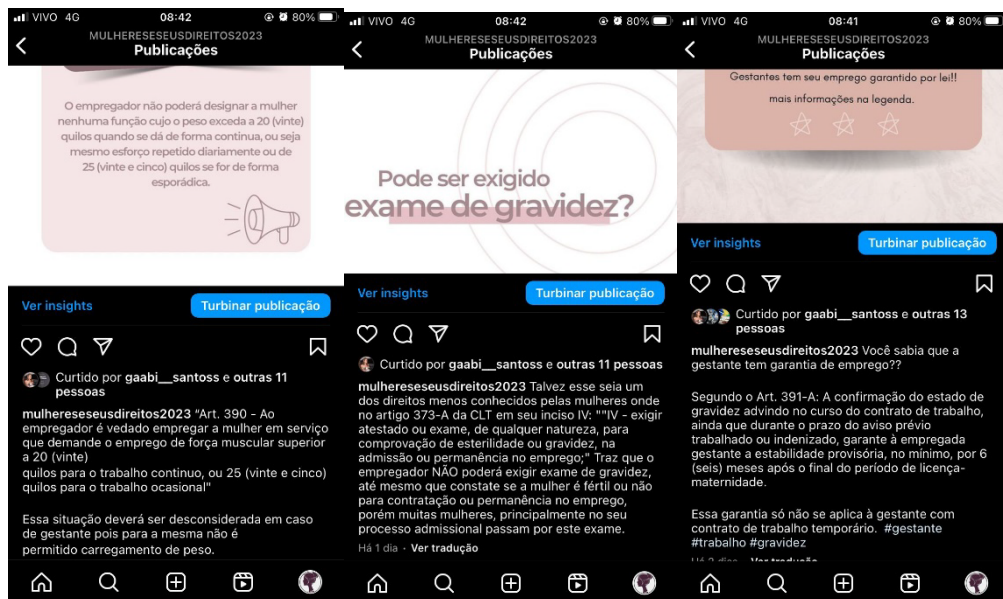 VIVO 4G 08:42 80%
MULHERESESEUSDIREITOS2023
Publicações
O empregador não poderá designar a mulher
nenhuma função cujo o peso exceda a 20 (vinte)
quilos quando se dá de forma continua, ou seja
mesmo esforço repetido diariamente ou de
25 (vinte e cinco) quilos se for de forma
esporádica.
Ver insights
Turbinar publicação
Curtido por gaabi__santoss e outras 11
pessoas
mulhereseseusdireitos2023 “Art. 390 - Ao
empregador é vedado empregar a mulher em serviço
que demande o emprego de força muscular superior
a 20 (vinte)
quilos para o trabalho continuo, ou 25 (vinte e cinco)
quilos para o trabalho ocasional"
Essa situação deverá ser desconsiderada em caso
de gestante pois para a mesma não é
permitido carregamento de peso.
VIVO 4G 08:42 80%
MULHERESESEUSDIREITOS2023
Publicações
Pode ser exigido
exame de gravidez?
Ver insights
Turbinar publicação
Curtido por gaabi__santoss e outras 11 pessoas
mulhereseseusdireitos2023 Talvez esse seia um
dos direitos menos conhecidos pelas mulheres onde
no artigo 373-A da CLT em seu inciso IV: ""IV - exigir
atestado ou exame, de qualquer natureza, para
comprovação de esterilidade ou gravidez, na
admissão ou permanência no emprego;" Traz que o
empregador NÃO poderá exigir exame de gravidez,
até mesmo que constate se a mulher é fértil ou não
para contratação ou permanência no emprego,
porém muitas mulheres, principalmente no seu
processo admissional passam por este exame.
Há 1 dia · Ver tradução
VIVO 4G 08:41 80%
MULHERESESEUSDIREITOS2023
Publicações
Gestantes tem seu emprego garantido por lei!!
mais informações na legenda.
Ver insights
Turbinar publicação
Curtido por gaabi__santoss e outras 13
pessoas
mulhereseseusdireitos2023 Você sabia que a
gestante tem garantia de emprego??
Segundo o Art. 391-A: A confirmação do estado de
gravidez advindo no curso do contrato de trabalho,
ainda que durante o prazo do aviso prévio
trabalhado ou indenizado, garante à empregada
gestante a estabilidade provisória, no mínimo, por 6
(seis) meses após o final do período de licença-
maternidade.
Essa garantia só não se aplica à gestante com
contrato de trabalho temporário. #gestante
#trabalho #gravidez